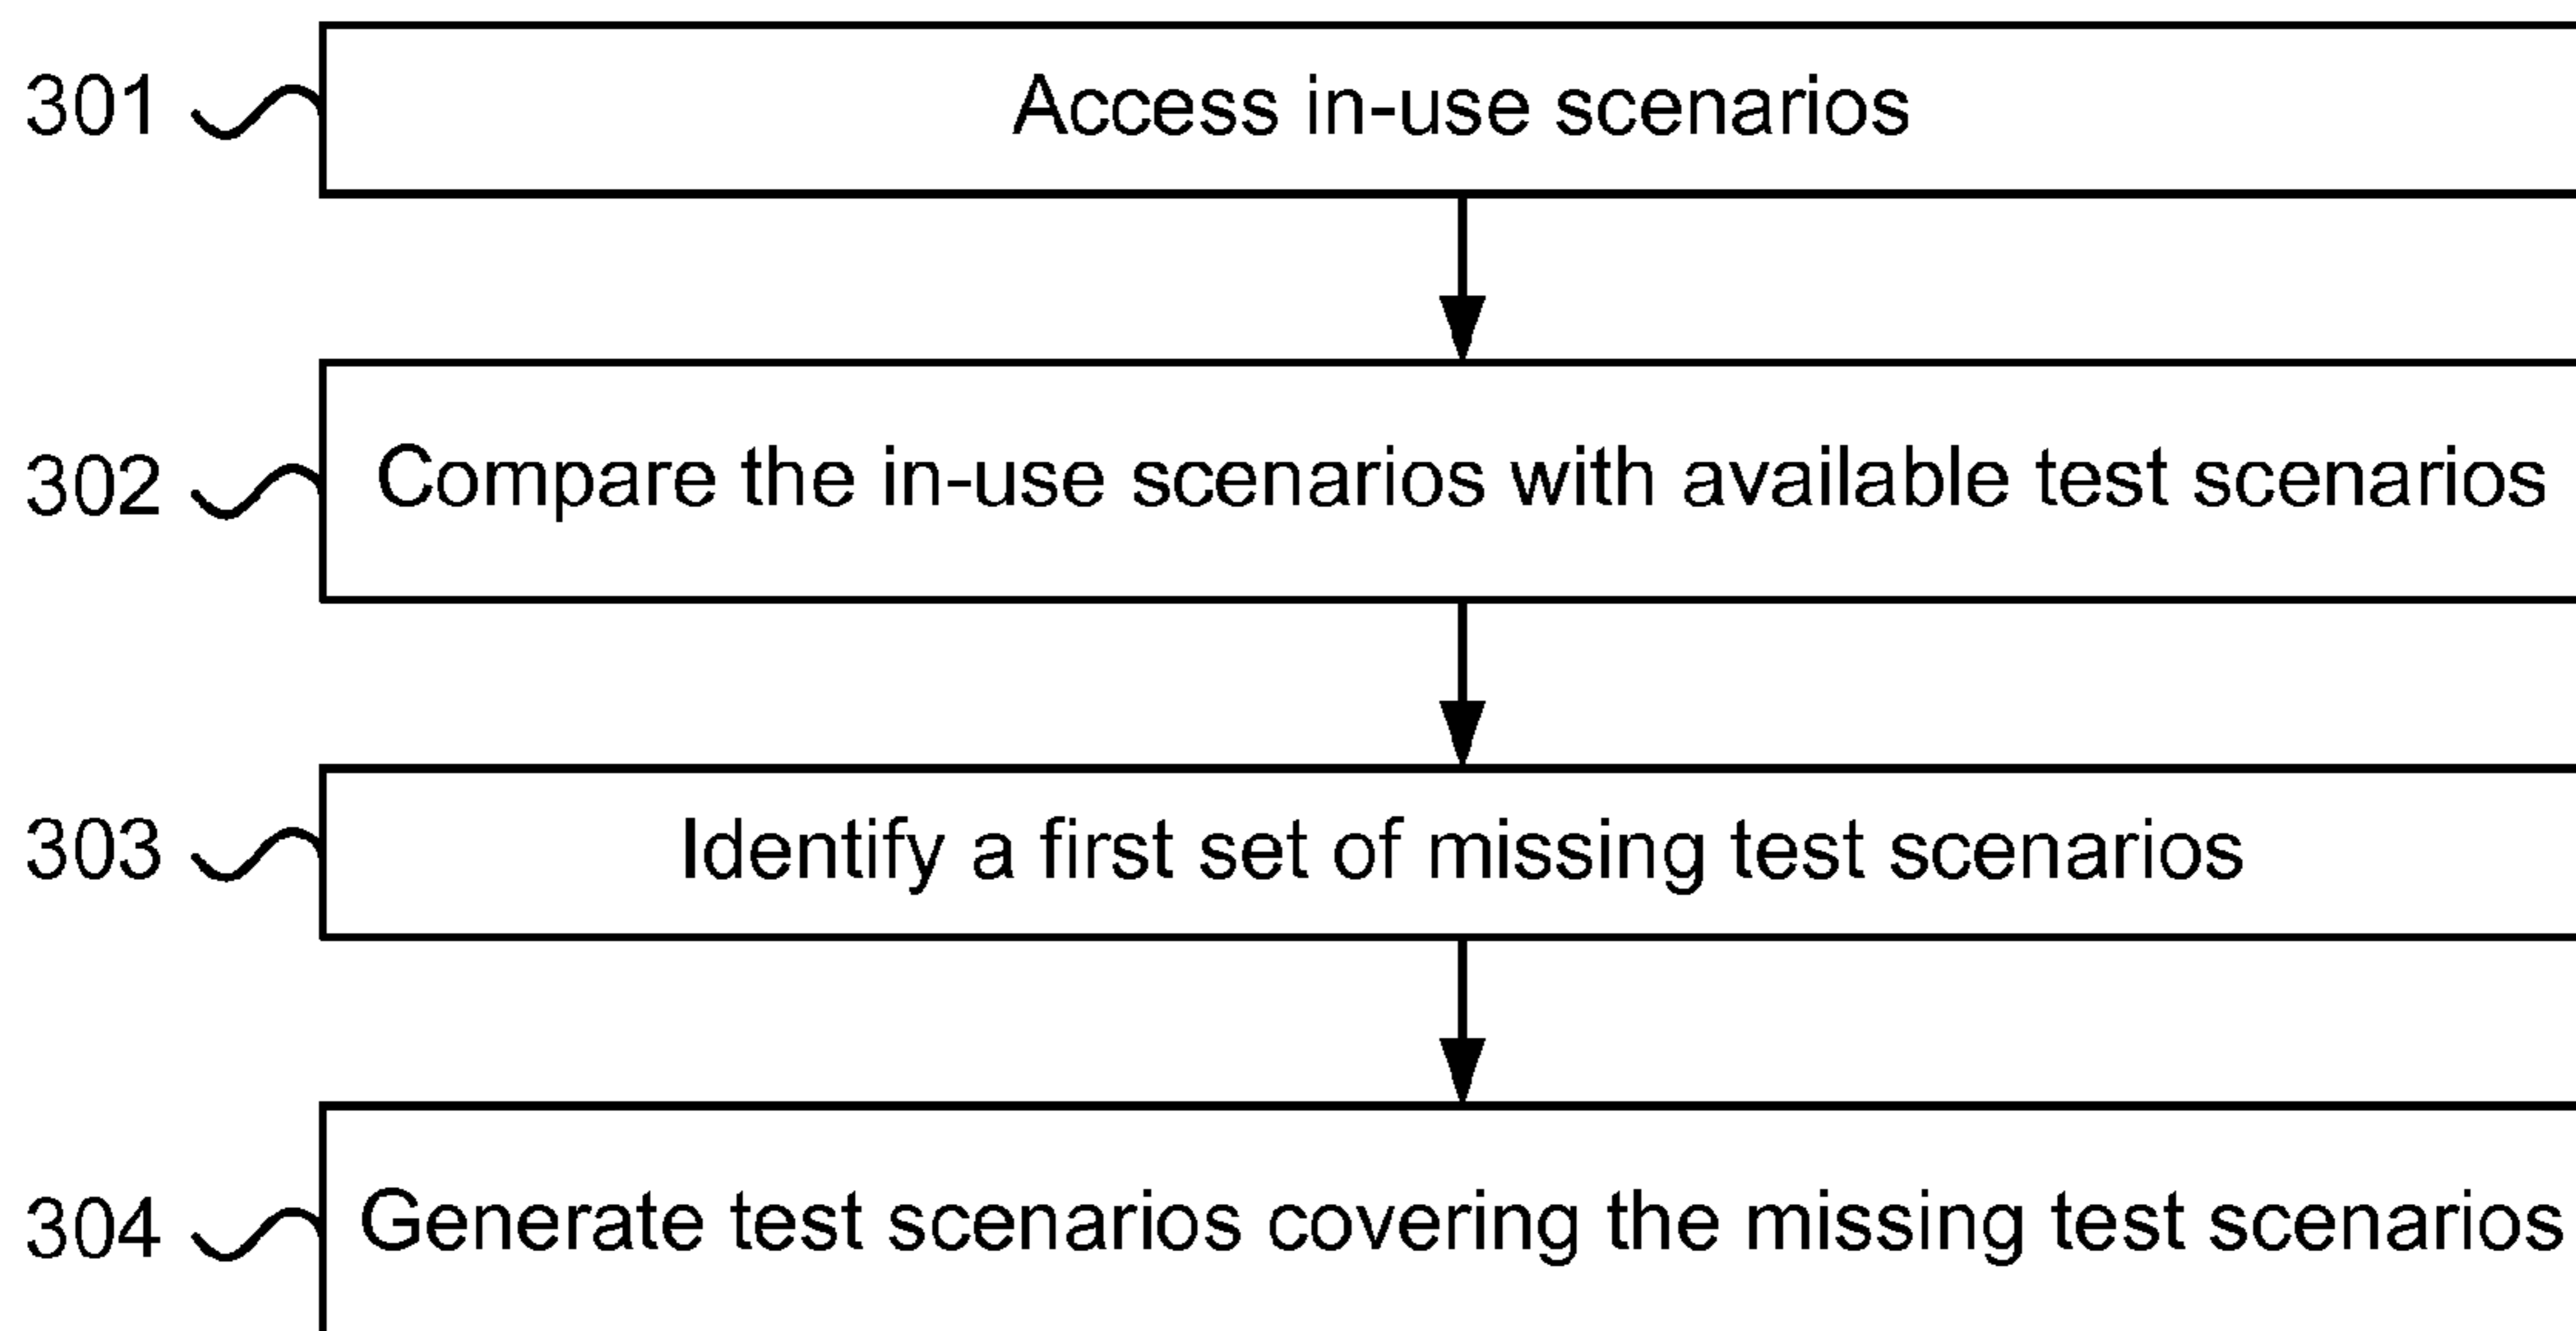 301 Access in-use scenarios
302 Compare the in-use scenarios with available test scenarios
303 Identify a first set of missing test scenarios
304 Generate test scenarios covering the missing test scenarios